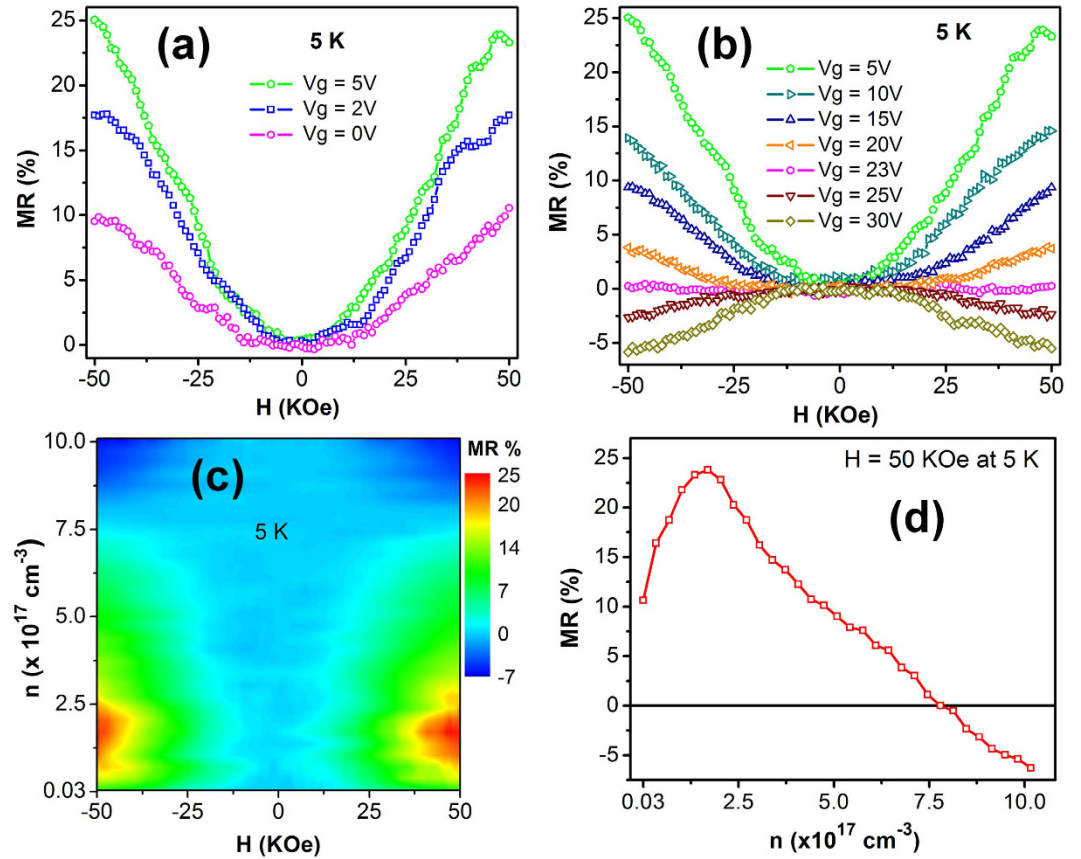 (a)
5 K
Vg = 5V
Vg = 2V
Vg = 0V
25
20
15
10
5
0
MR (%)
-50
-25
0
25
50
H (KOe)
(b)
5 K
Vg = 5V
Vg = 10V
Vg = 15V
Vg = 20V
Vg = 23V
Vg = 25V
Vg = 30V
25
20
15
10
5
0
-5
MR (%)
-50
-25
0
25
50
H (KOe)
(c)
5 K
10.0
7.5
5.0
2.5
0.03
n (x 10¹⁷ cm⁻³)
-50
-25
0
25
50
H (KOe)
MR %
25
20
14
7
0
-7
H = 50 KOe at 5 K
(d)
25
20
15
10
5
0
-5
MR (%)
0.03
2.5
5.0
7.5
10.0
n (x10¹⁷ cm⁻³)